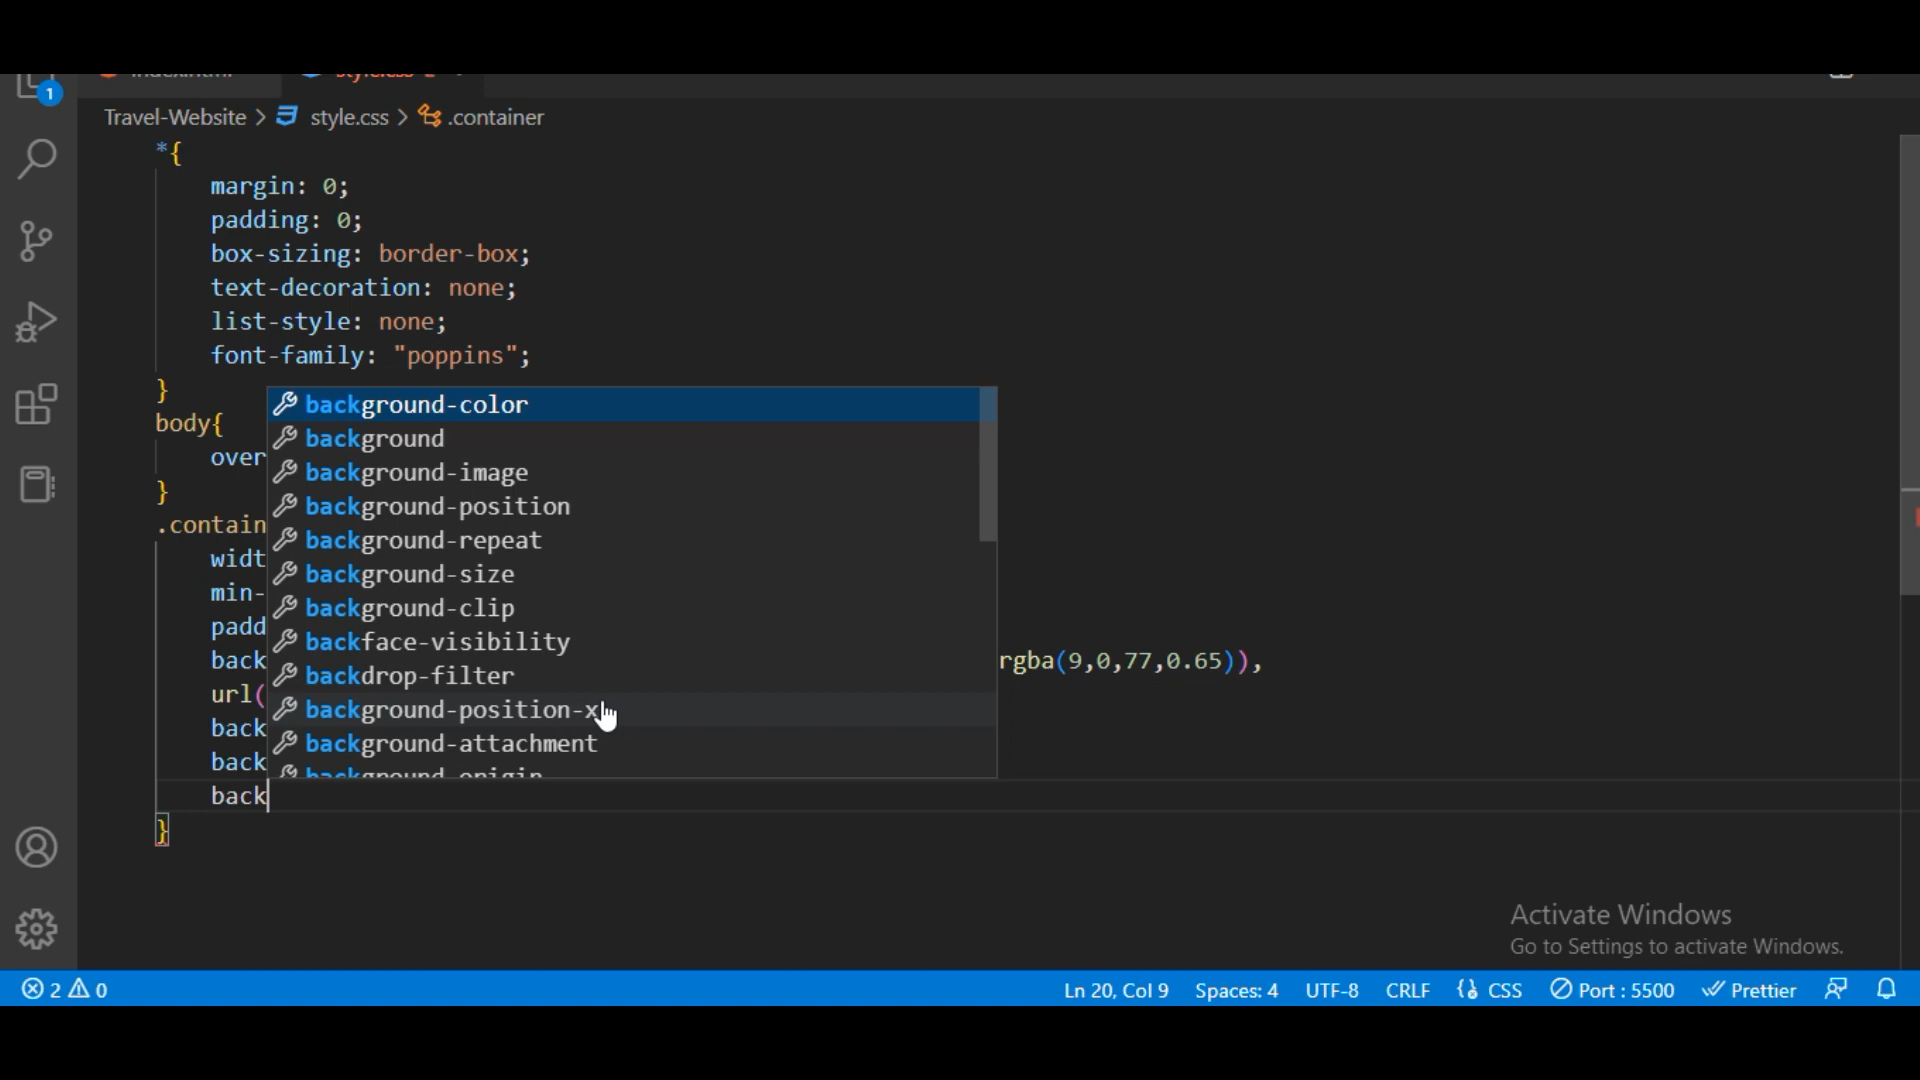 1
style.css 2
Travel-Website > style.css > .container
*{
margin: 0;
padding: 0;
box-sizing: border-box;
text-decoration: none;
list-style: none;
font-family: "poppins";
}
body{
over
}
.contain
widt
min-
padd
back rgba(9,0,77,0.65)),
url(
back
back
back
}
background-color
background
background-image
background-position
background-repeat
background-size
background-clip
backface-visibility
backdrop-filter
background-position-x
background-attachment
background-origin
Activate Windows
Go to Settings to activate Windows.
2 0 Ln 20, Col 9 Spaces: 4 UTF-8 CRLF CSS Port : 5500 Prettier